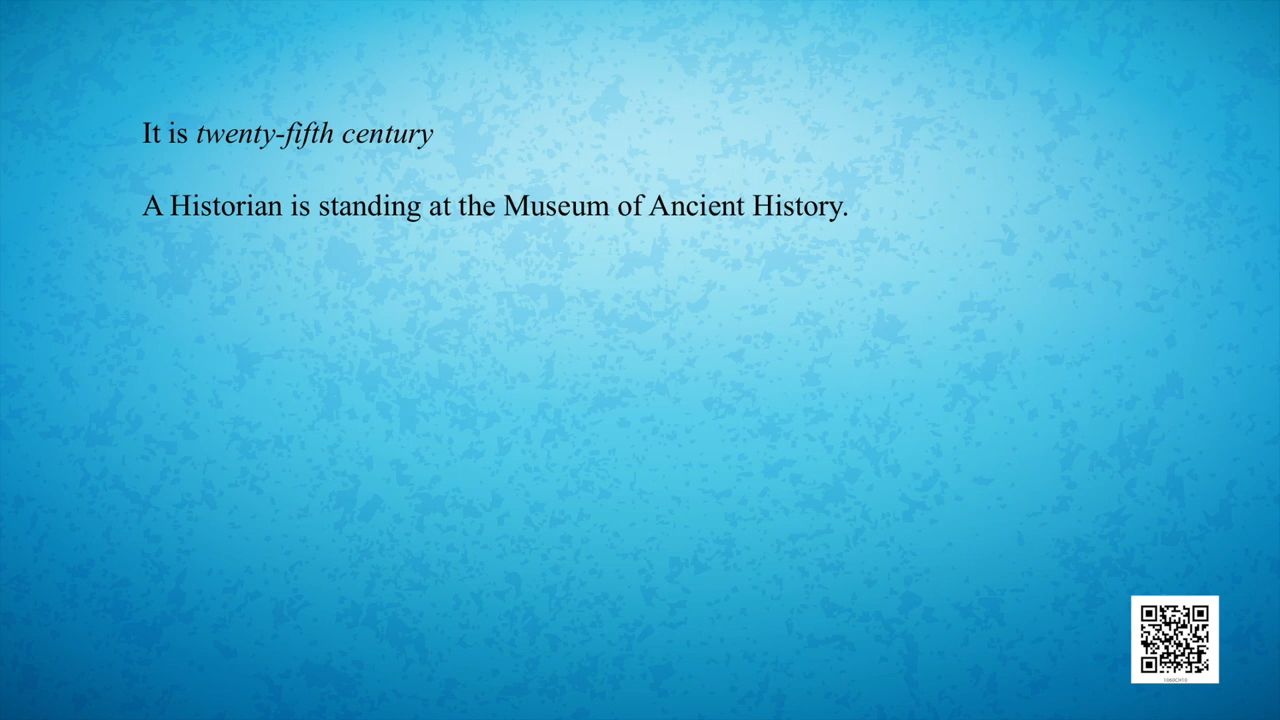 It is twenty-fifth century
A Historian is standing at the Museum of Ancient History.